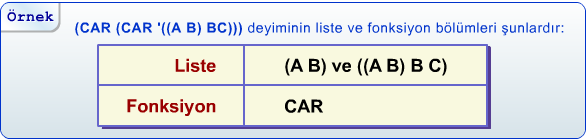 Örnek
(CAR (CAR '((A B) BC))) deyiminin liste ve fonksiyon bölümleri şunlardır:
Liste (A B) ve ((A B) B C)
Fonksiyon CAR